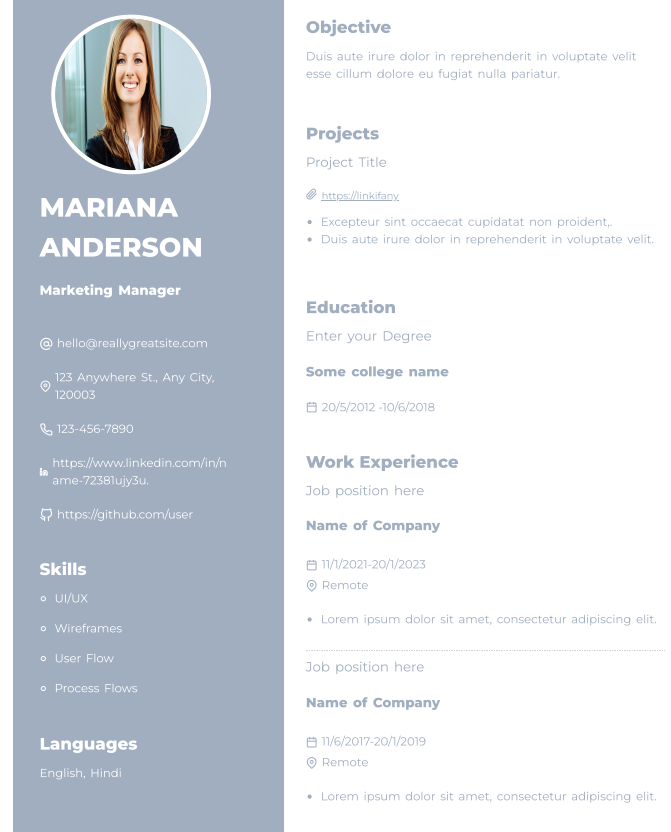 MARIANA
ANDERSON
Marketing Manager
hello@reallygreatsite.com
123 Anywhere St., Any City,
120003
123-456-7890
https://www.linkedin.com/in/n
ame-72381ujy3u.
https://github.com/user
Skills
UI/UX
Wireframes
User Flow
Process Flows
Languages
English, Hindi
Objective
Duis aute irure dolor in reprehenderit in voluptate velit
esse cillum dolore eu fugiat nulla pariatur.
Projects
Project Title
https://linkifany
Excepteur sint occaecat cupidatat non proident,.
Duis aute irure dolor in reprehenderit in voluptate velit.
Education
Enter your Degree
Some college name
20/5/2012 -10/6/2018
Work Experience
Job position here
Name of Company
11/1/2021-20/1/2023
Remote
Lorem ipsum dolor sit amet, consectetur adipiscing elit.
Job position here
Name of Company
11/6/2017-20/1/2019
Remote
Lorem ipsum dolor sit amet, consectetur adipiscing elit.